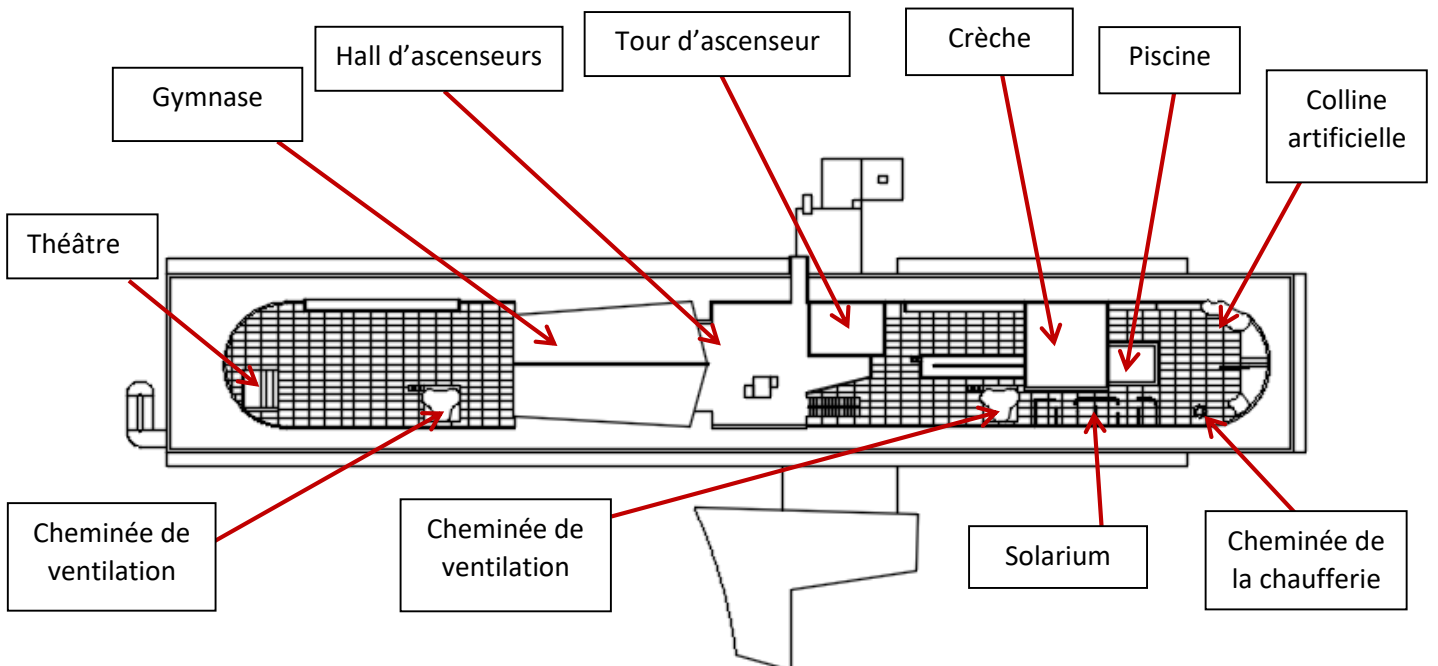 Hall d’ascenseurs
Tour d’ascenseur
Crèche
Piscine
Gymnase
Colline
artificielle
Théâtre
Cheminée de
ventilation
Cheminée de
ventilation
Solarium
Cheminée de
la chaufferie